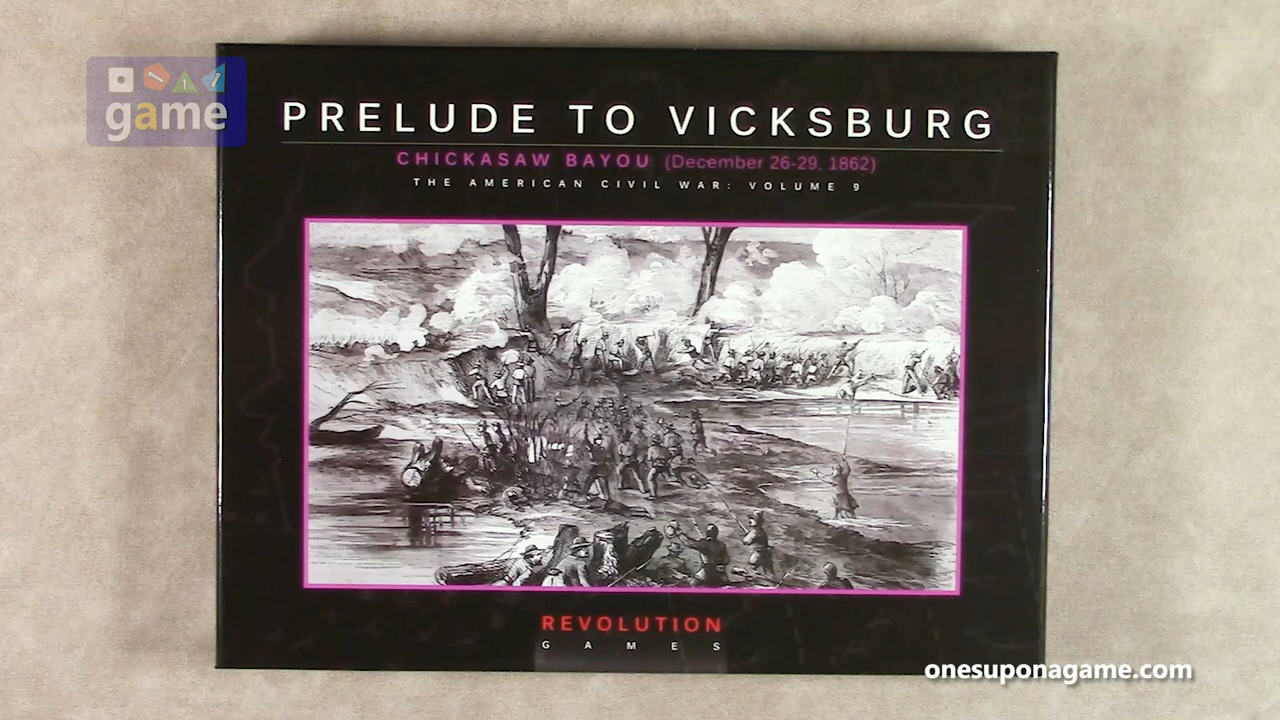 game
PRELUDE TO VICKSBURG
CHICKASAW BAYOU (December 26-29, 1862)
THE AMERICAN CIVIL WAR: VOLUME 9
REVOLUTION
GAMES
onesuponagame.com